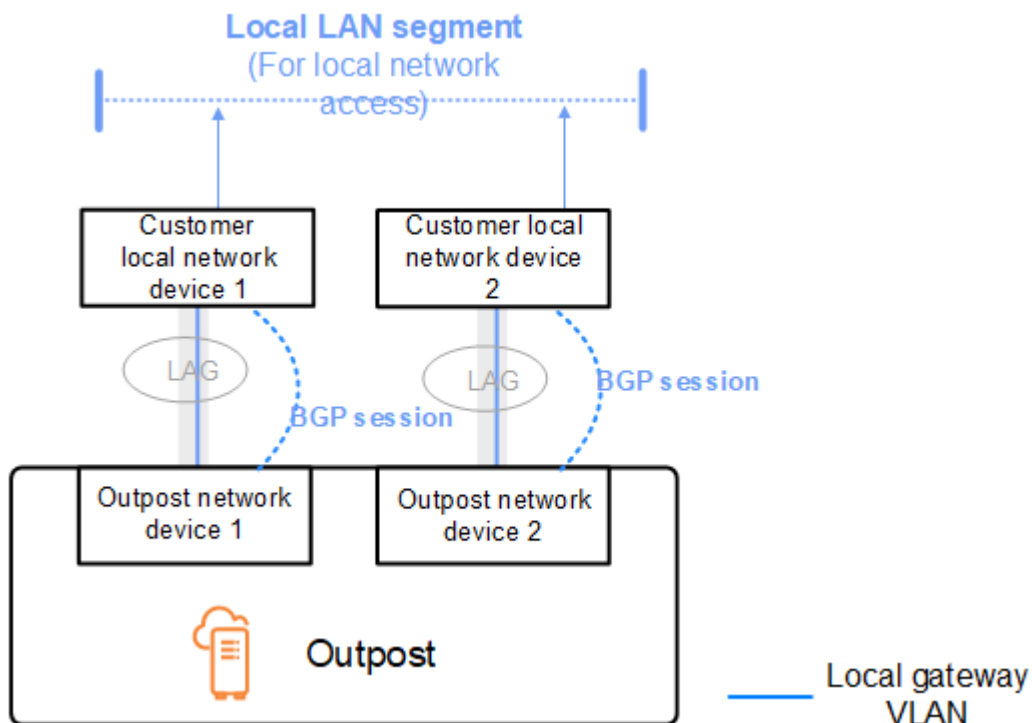 Local LAN segment
(For local network
access)
Customer
local network
device 1
Customer local
network device
2
LAG
LAG
BGP session
BGP session
Outpost network
device 1
Outpost network
device 2
Outpost
Local gateway
VLAN